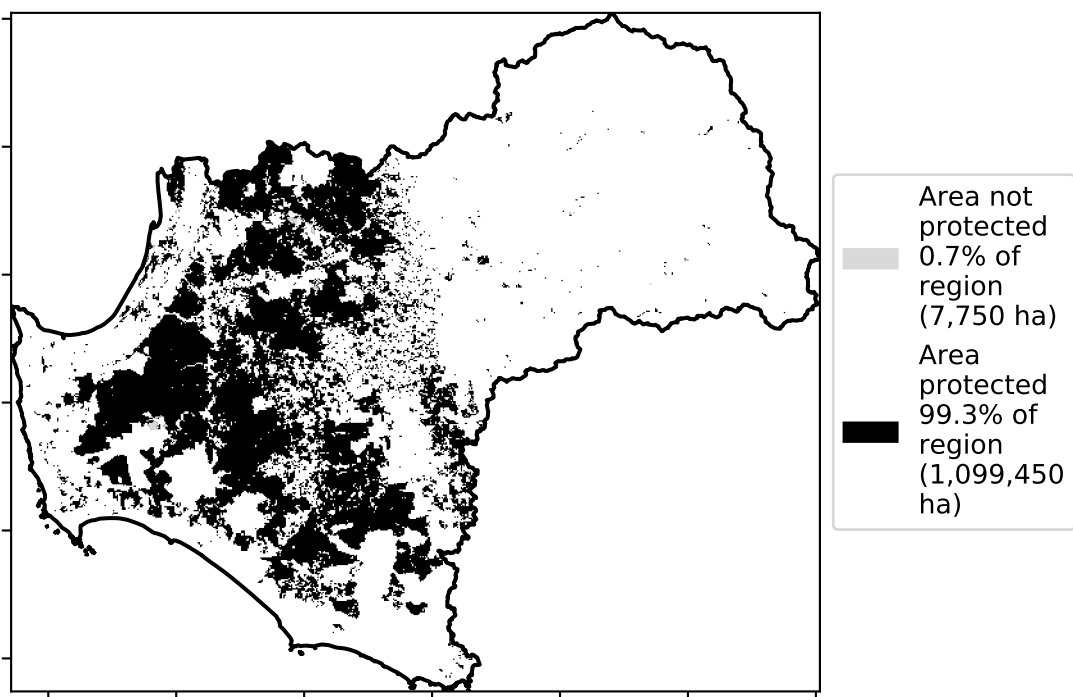 Area not
protected
0.7% of
region
(7,750 ha)
Area
protected
99.3% of
region
(1,099,450
ha)